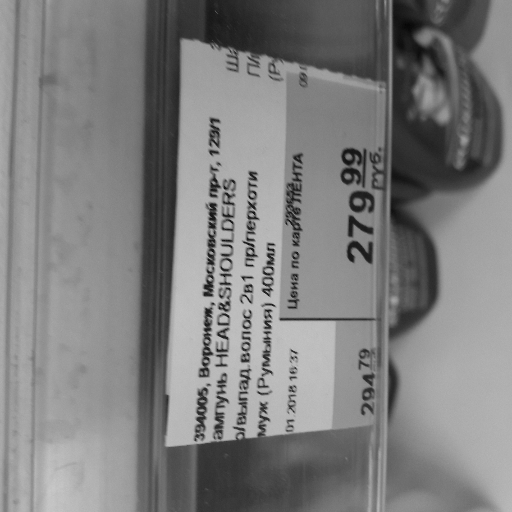 394005, Воронеж, Московский пр-т, 129/1
ампунь HEAD&SHOULDERS
о/выпад.волос 2в1 пр/перхоти
муж (Румыния) 400мл
Цена по карте ЛЕНТА
279 99
руб.
01 2018 16:37
294 79